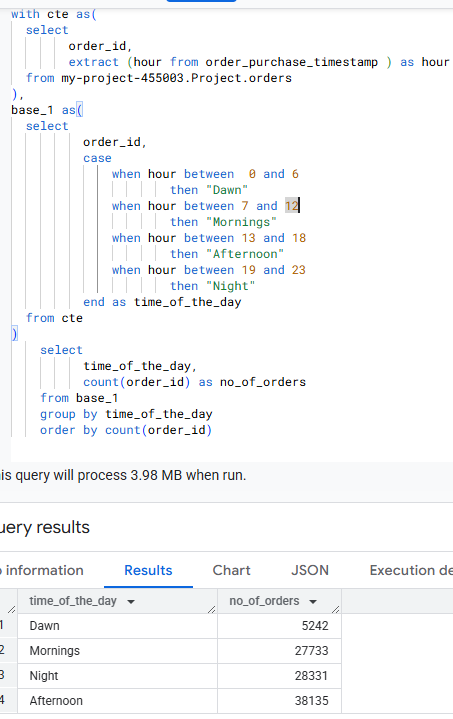 with cte as(
select
order_id,
extract (hour from order_purchase_timestamp ) as hour
from my-project-455003.Project.orders
),
base_1 as(
select
order_id,
case
when hour between 0 and 6
then "Dawn"
when hour between 7 and 12
then "Mornings"
when hour between 13 and 18
then "Afternoon"
when hour between 19 and 23
then "Night"
end as time_of_the_day
from cte
)
select
time_of_the_day,
count(order_id) as no_of_orders
from base_1
group by time_of_the_day
order by count(order_id)
is query will process 3.98 MB when run.
uery results
information Results Chart JSON Execution de
time_of_the_day no_of_orders
1 Dawn 5242
2 Mornings 27733
3 Night 28331
4 Afternoon 38135